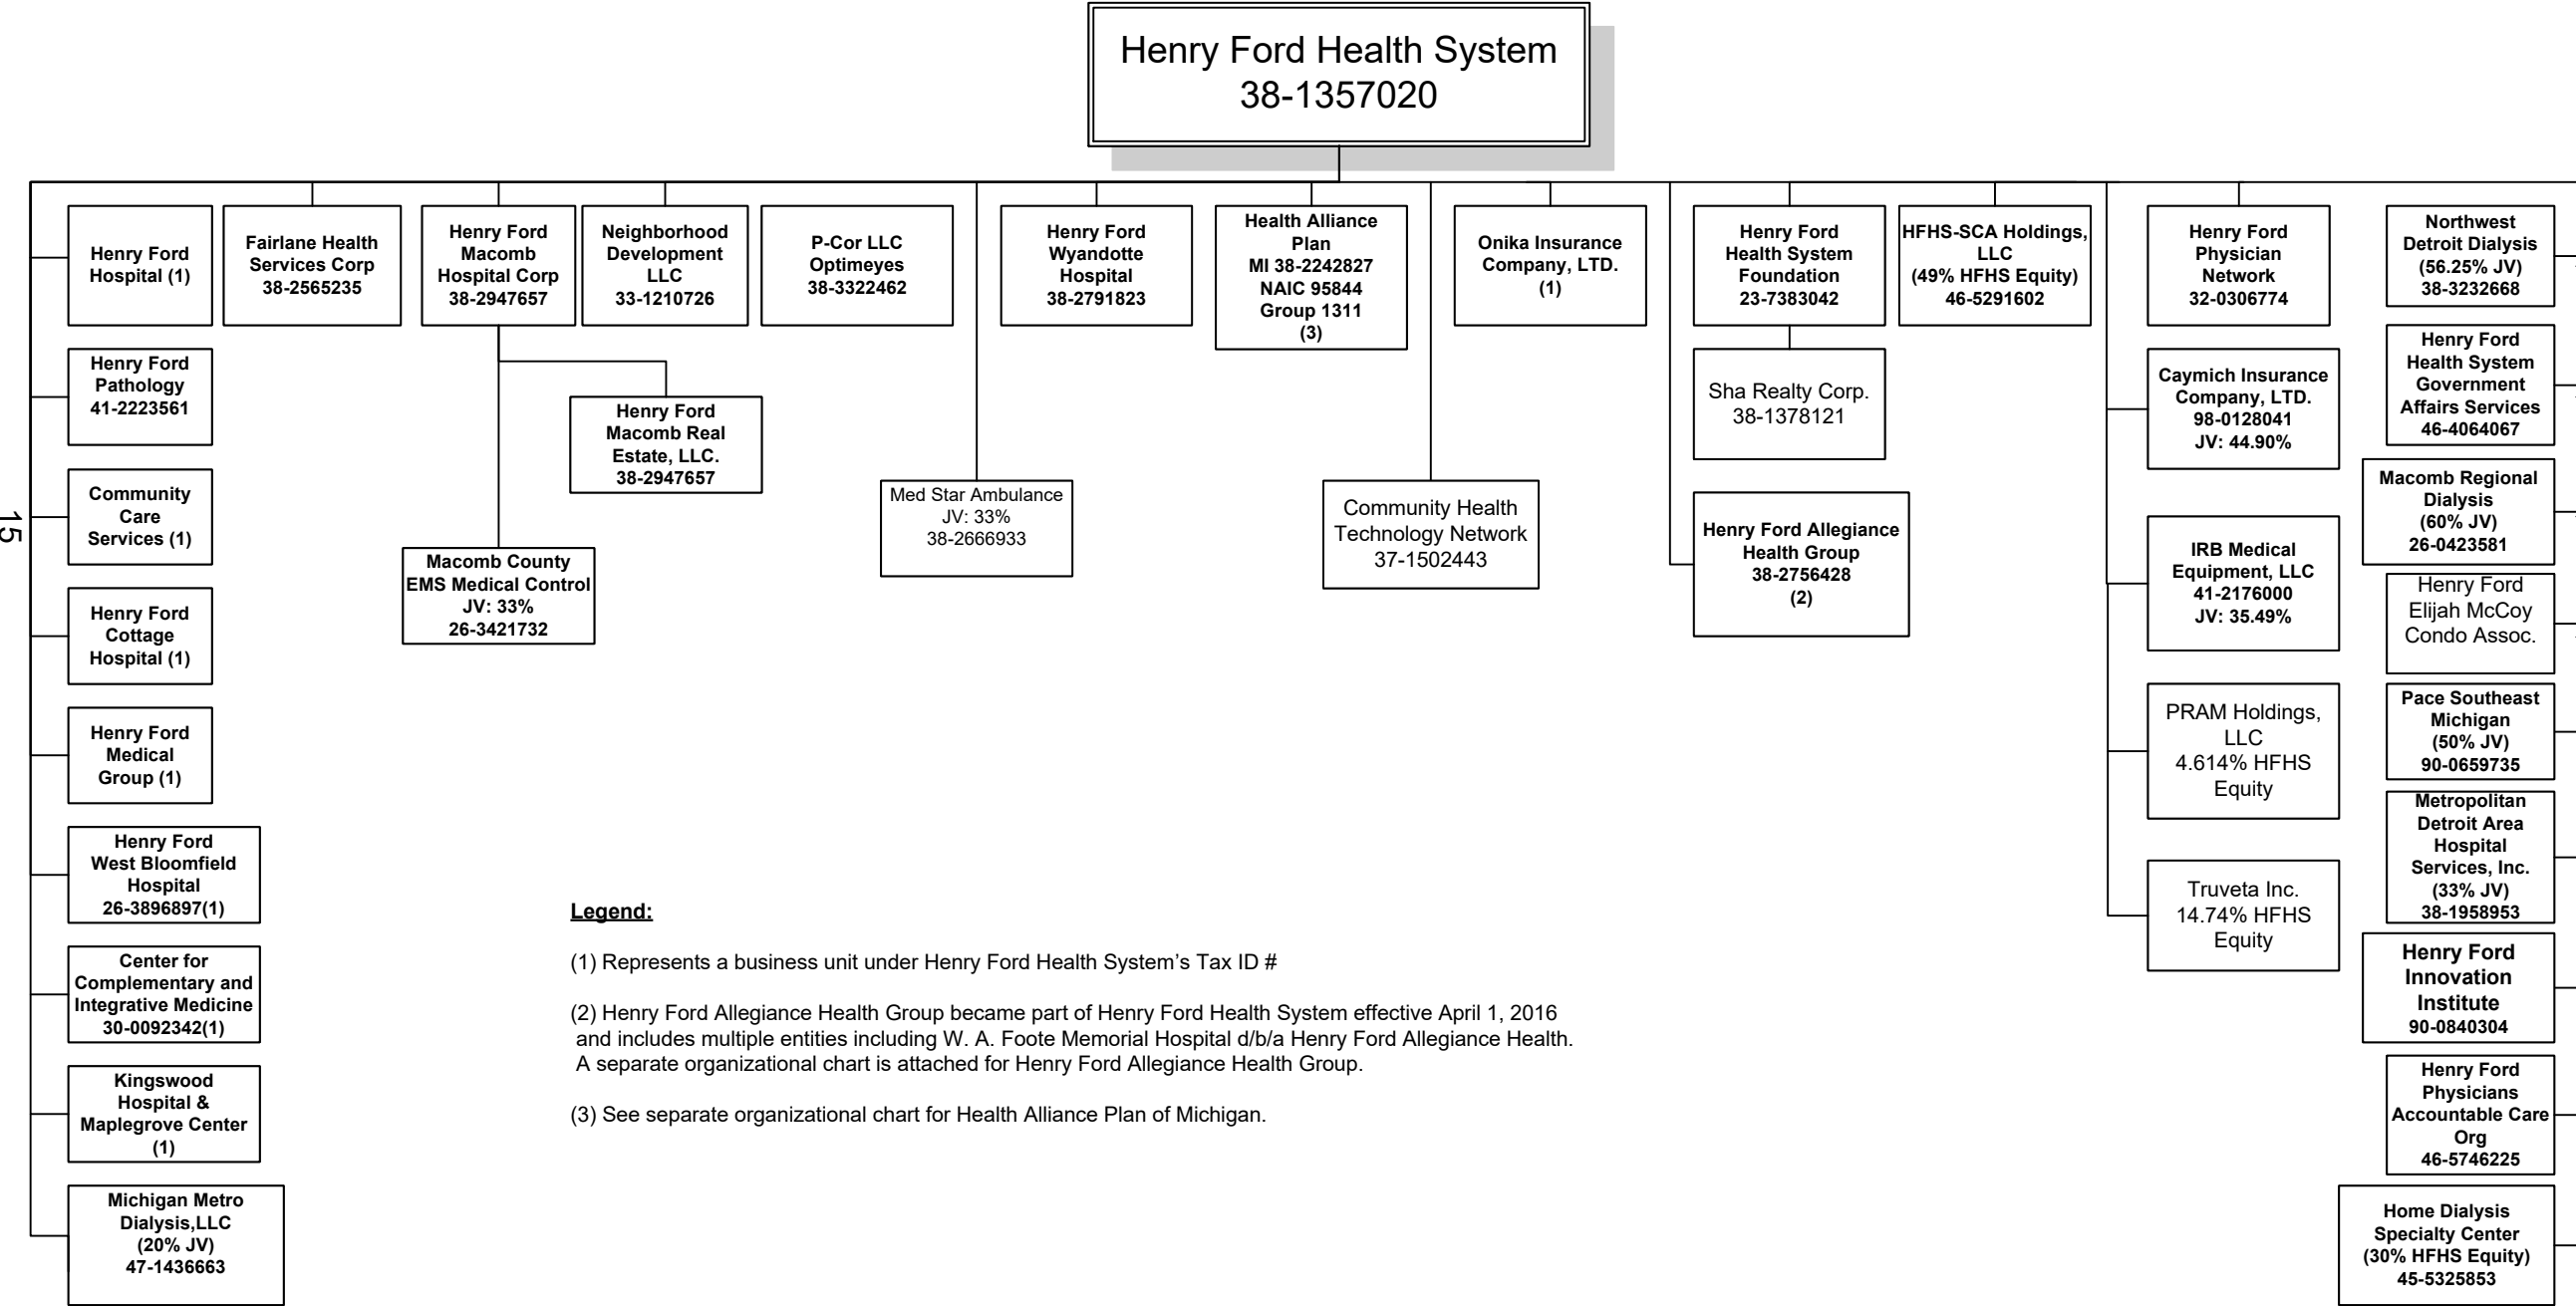 Henry Ford Health System
38-1357020
Henry Ford
Hospital (1)
Fairlane Health
Services Corp
38-2565235
Henry Ford
Macomb
Hospital Corp
38-2947657
Neighborhood
Development
LLC
33-1210726
P-Cor LLC
Optimeyes
38-3322462
Henry Ford
Wyandotte
Hospital
38-2791823
Health Alliance
Plan
MI 38-2242827
NAIC 95844
Group 1311
(3)
Onika Insurance
Company, LTD.
(1)
Henry Ford
Health System
Foundation
23-7383042
HFHS-SCA Holdings,
LLC
(49% HFHS Equity)
46-5291602
Henry Ford
Physician
Network
32-0306774
Northwest
Detroit Dialysis
(56.25% JV)
38-3232668
Henry Ford
Pathology
41-2223561
Henry Ford
Macomb Real
Estate, LLC.
38-2947657
Sha Realty Corp.
38-1378121
Caymich Insurance
Company, LTD.
98-0128041
JV: 44.90%
Henry Ford
Health System
Government
Affairs Services
46-4064067
Community
Care
Services (1)
Macomb County
EMS Medical Control
JV: 33%
26-3421732
Med Star Ambulance
JV: 33%
38-2666933
Community Health
Technology Network
37-1502443
Henry Ford Allegiance
Health Group
38-2756428
(2)
IRB Medical
Equipment, LLC
41-2176000
JV: 35.49%
Macomb Regional
Dialysis
(60% JV)
26-0423581
15
Henry Ford
Cottage
Hospital (1)
Henry Ford
Elijah McCoy
Condo Assoc.
Henry Ford
Medical
Group (1)
PRAM Holdings,
LLC
4.614% HFHS
Equity
Pace Southeast
Michigan
(50% JV)
90-0659735
Henry Ford
West Bloomfield
Hospital
26-3896897(1)
Truveta Inc.
14.74% HFHS
Equity
Metropolitan
Detroit Area
Hospital
Services, Inc.
(33% JV)
38-1958953
Center for
Complementary and
Integrative Medicine
30-0092342(1)
Henry Ford
Innovation
Institute
90-0840304
Kingswood
Hospital &
Maplegrove Center
(1)
Henry Ford
Physicians
Accountable Care
Org
46-5746225
Michigan Metro
Dialysis,LLC
(20% JV)
47-1436663
Home Dialysis
Specialty Center
(30% HFHS Equity)
45-5325853
Legend:
(1) Represents a business unit under Henry Ford Health System’s Tax ID #
(2) Henry Ford Allegiance Health Group became part of Henry Ford Health System effective April 1, 2016
and includes multiple entities including W. A. Foote Memorial Hospital d/b/a Henry Ford Allegiance Health.
A separate organizational chart is attached for Henry Ford Allegiance Health Group.
(3) See separate organizational chart for Health Alliance Plan of Michigan.